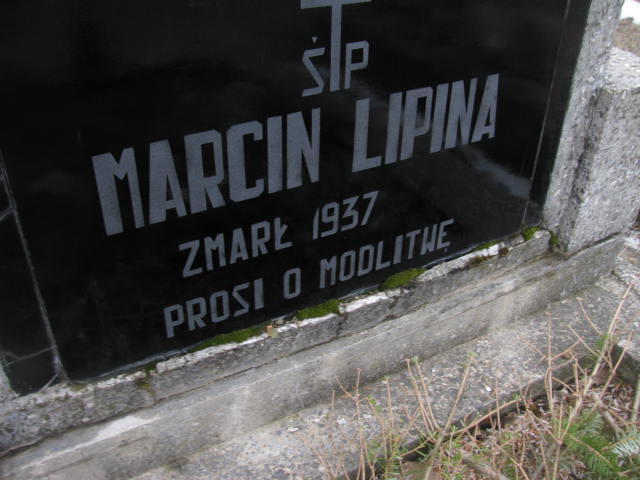 ŚP
MARCIN LIPINA
ZMARŁ 1937
PROSI O MODLITWĘ